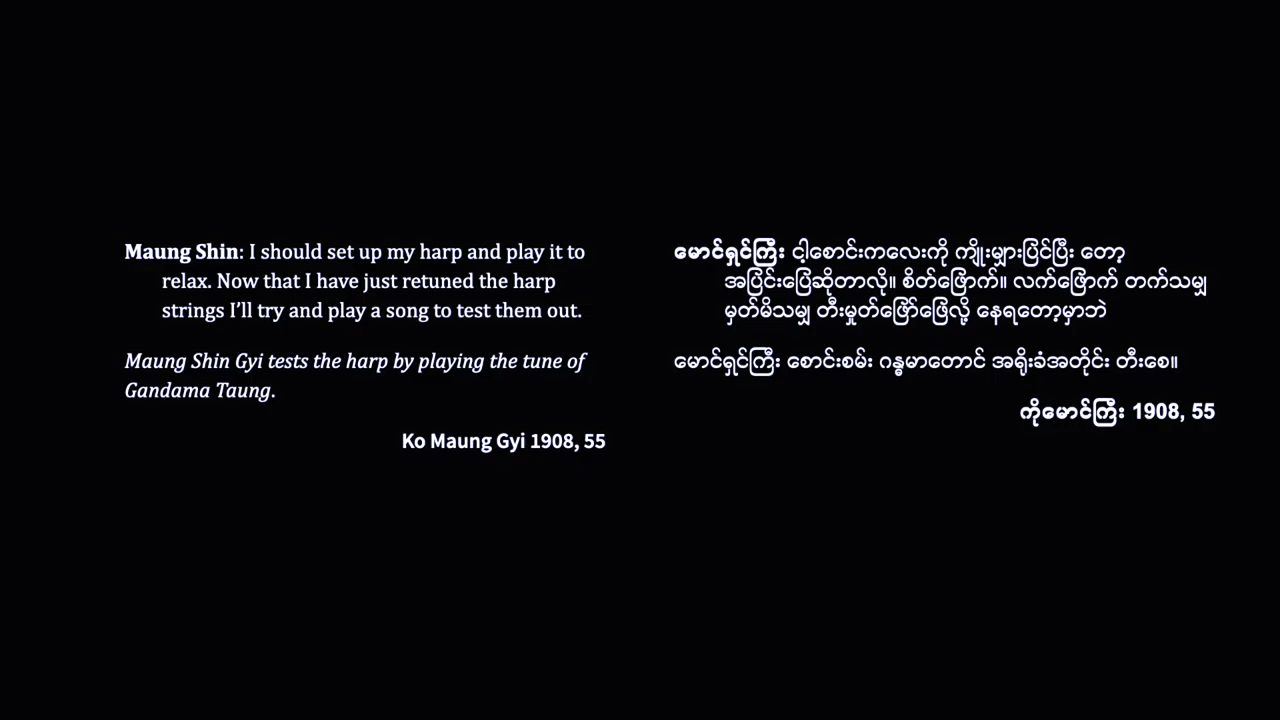 Maung Shin: I should set up my harp and play it to
relax. Now that I have just retuned the harp
strings I’ll try and play a song to test them out.
Maung Shin Gyi tests the harp by playing the tune of
Gandama Taung.
Ko Maung Gyi 1908, 55
မောင်ရှင်ကြီး ငါ့စောင်းကလေးကို ကျိုးများပြင်ပြီး တော့
အပြင်းပြေဆိုတာလို။ စိတ်ဖြောက်။ လက်ဖြောက် တက်သမျှ
မှတ်မိသမျှ တီးမှုတ်ဖြော်ဖြေလို့ နေရတော့မှာဘဲ
မောင်ရှင်ကြီး စောင်းစမ်း ဂန္ဓမာတောင် အရိုးခံအတိုင်း တီးစေ။
ကိုမောင်ကြီး 1908, 55